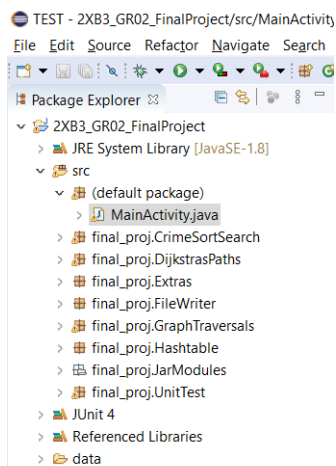 TEST - 2XB3_GR02_FinalProject/src/MainActivity
File Edit Source Refactor Navigate Search
Package Explorer
2XB3_GR02_FinalProject
JRE System Library [JavaSE-1.8]
src
(default package)
MainActivity.java
final_proj.CrimeSortSearch
final_proj.DijkstrasPaths
final_proj.Extras
final_proj.FileWriter
final_proj.GraphTraversals
final_proj.Hashtable
final_proj.JarModules
final_proj.UnitTest
JUnit 4
Referenced Libraries
data